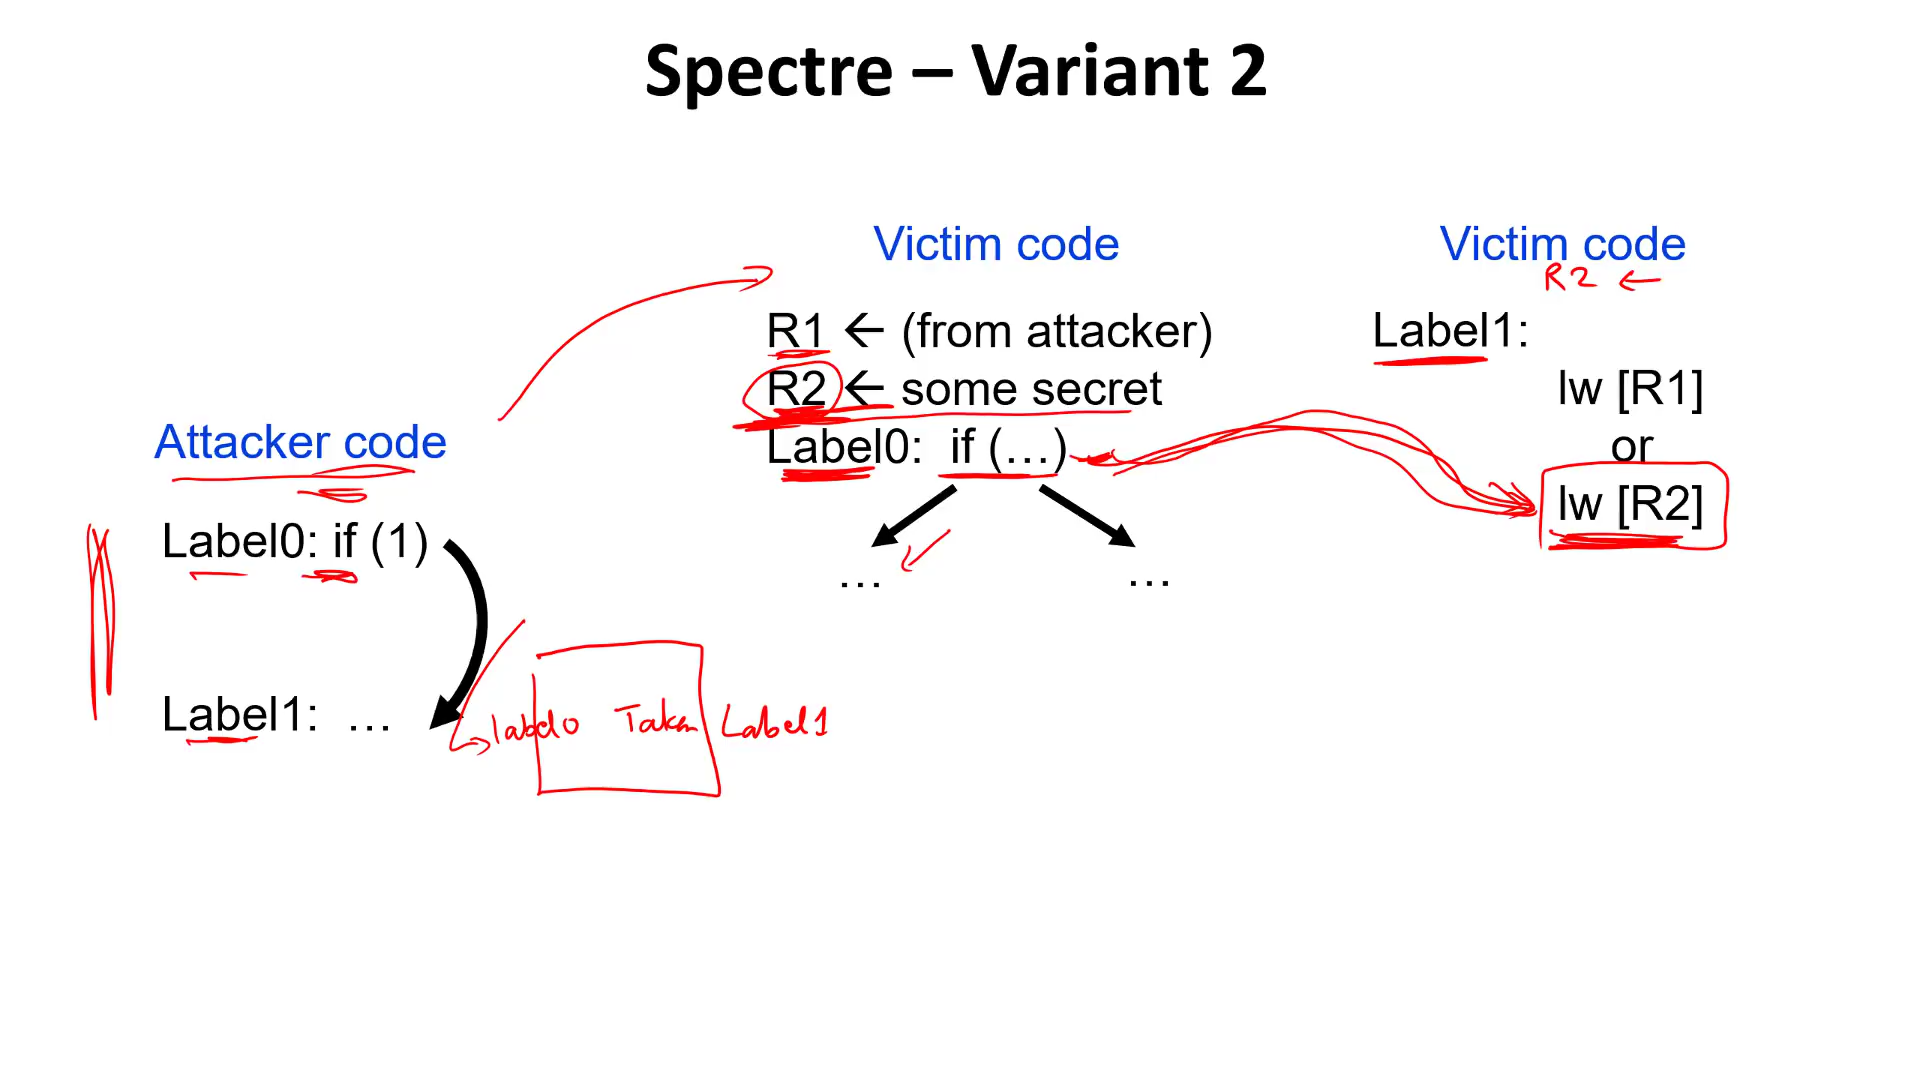 Spectre – Variant 2
Attacker code
Label0: if (1)
Label1: …
label0 Taken Label1
Victim code
R1 ← (from attacker)
R2 ← some secret
Label0: if (…)
… …
Victim code
R2 ←
Label1:
lw [R1]
or
lw [R2]